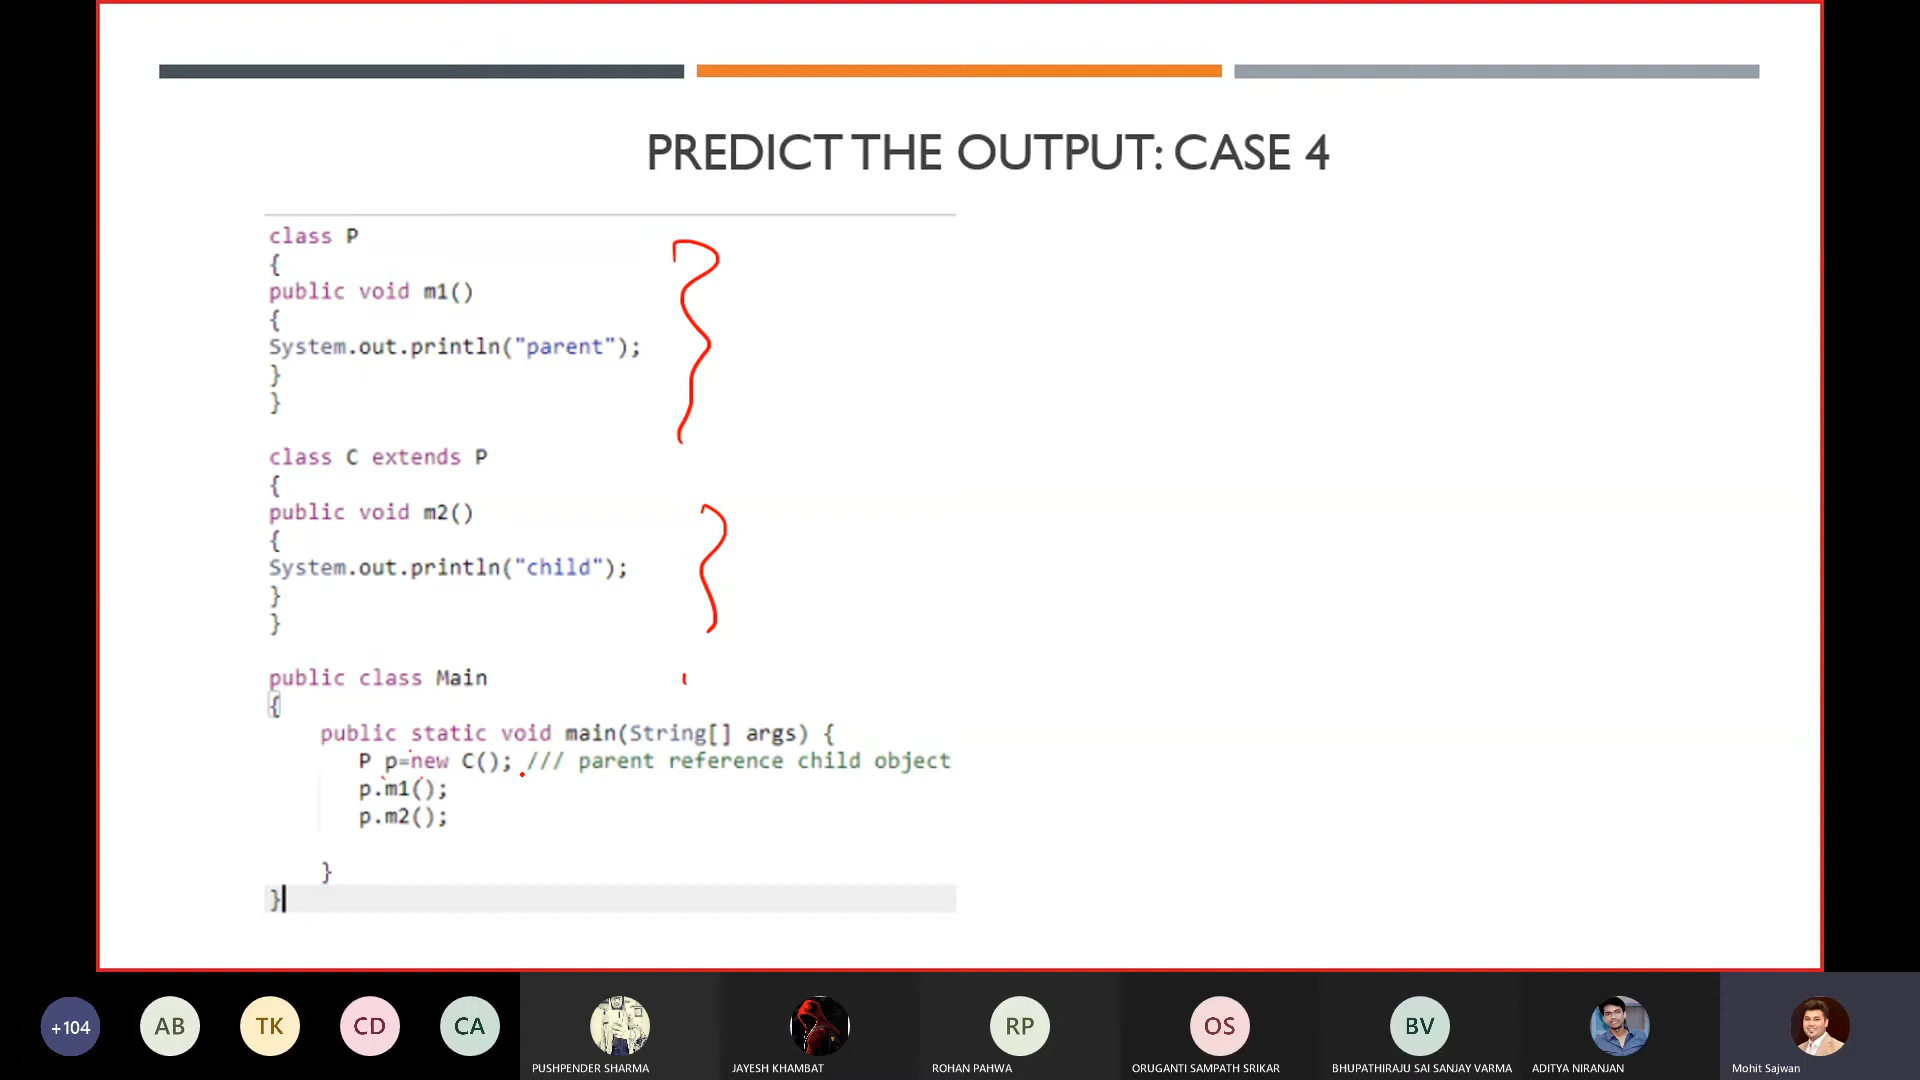 PREDICT THE OUTPUT: CASE 4
class P
{
public void m1()
{
System.out.println("parent");
}
}
class C extends P
{
public void m2()
{
System.out.println("child");
}
}
public class Main
{
public static void main(String[] args) {
P p=new C(); /// parent reference child object
p.m1();
p.m2();
}
}
+104
AB
TK
CD
CA
RP
OS
BV
PUSHPENDER SHARMA
JAYESH KHAMBAT
ROHAN PAHWA
ORUGANTI SAMPATH SRIKAR
BHUPATHIRAJU SAI SANJAY VARMA
ADITYA NIRANJAN
Mohit Sajwan